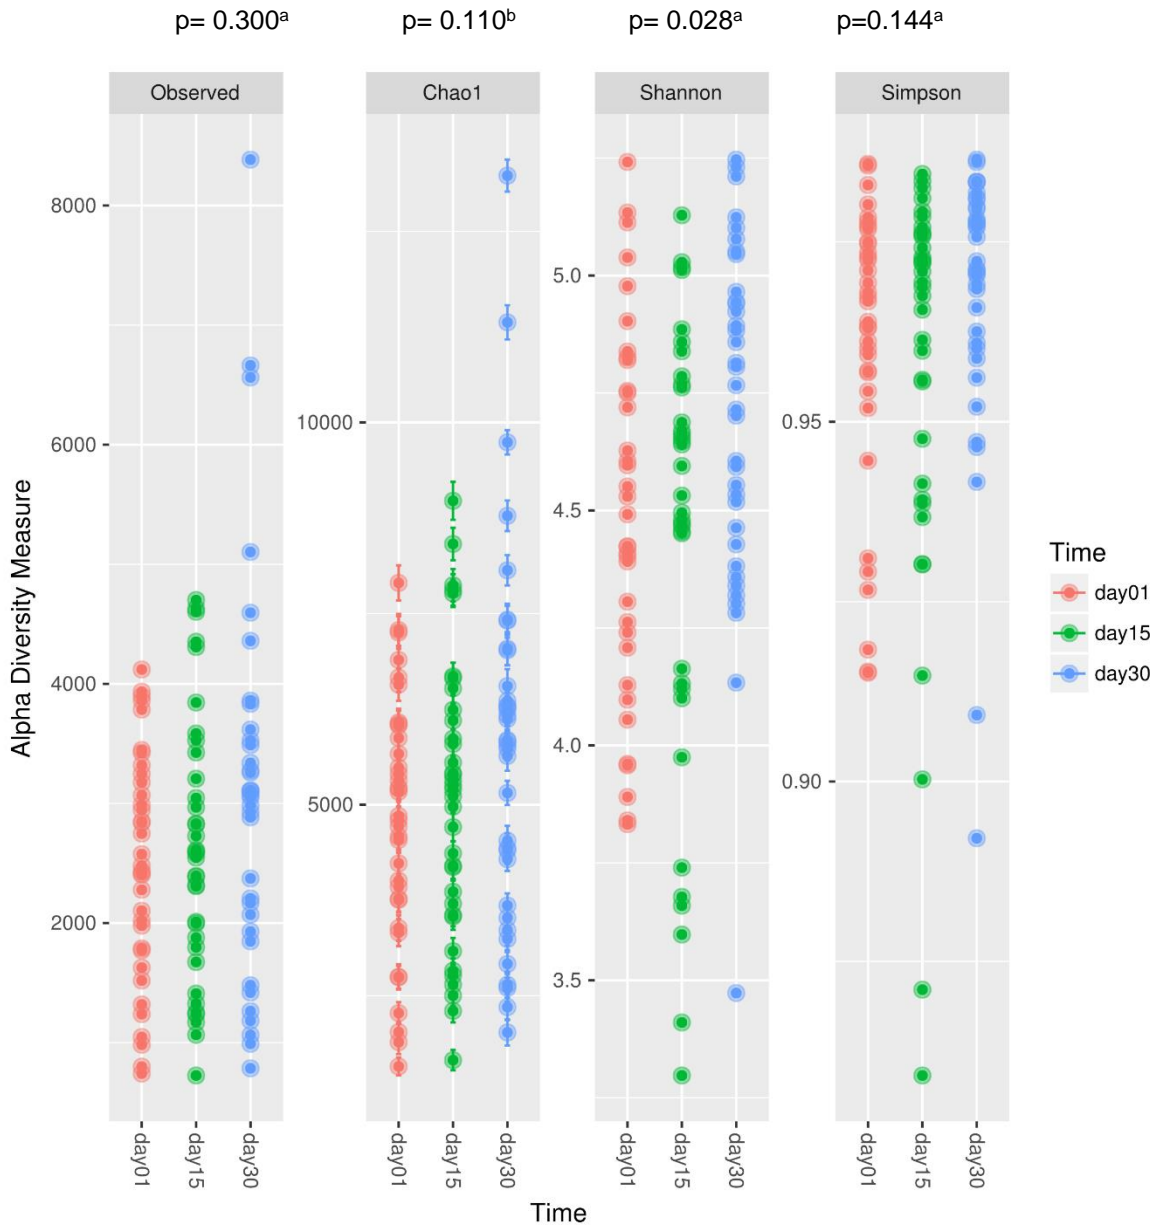 p= 0.300ᵃ
p= 0.110ᵇ
p= 0.028ᵃ
p=0.144ᵃ
Observed
Chao1
Shannon
Simpson
Alpha Diversity Measure
8000
6000
4000
2000
10000
5000
5.0
4.5
4.0
3.5
0.95
0.90
day01
day15
day30
day01
day15
day30
day01
day15
day30
day01
day15
day30
Time
Time
day01
day15
day30